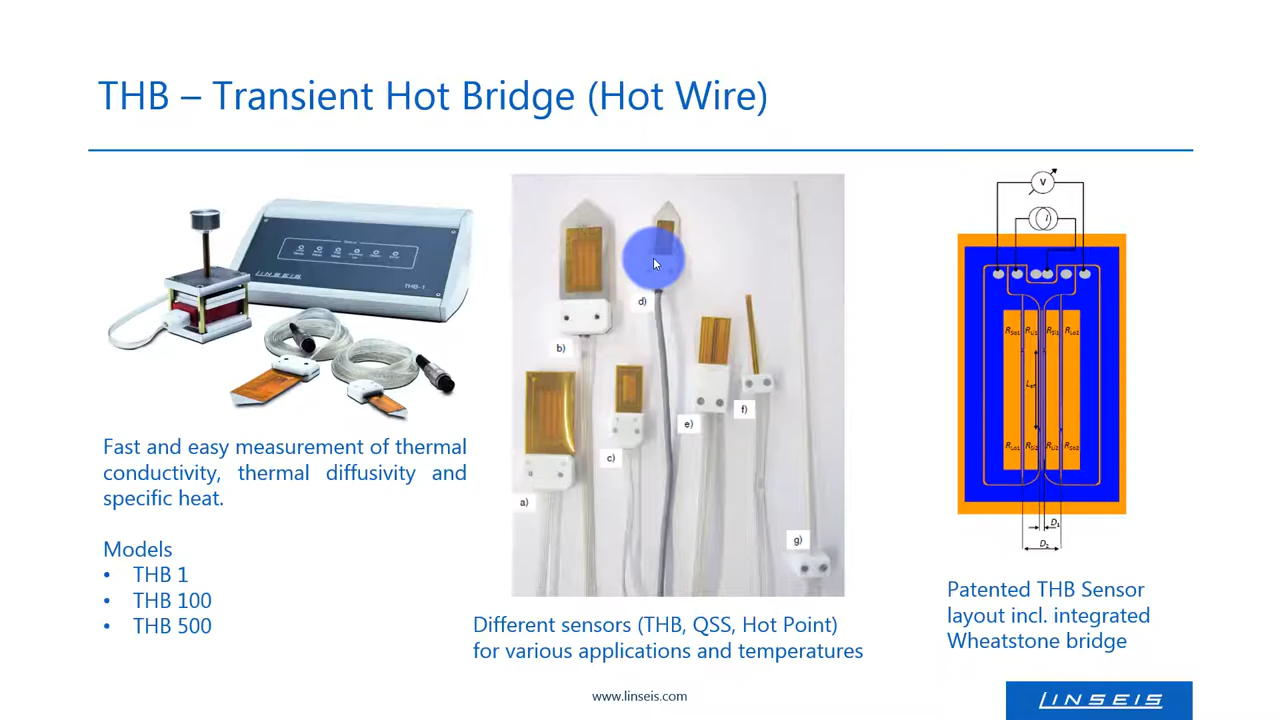 THB – Transient Hot Bridge (Hot Wire)
LINSEIS
THB-1
Fast and easy measurement of thermal
conductivity, thermal diffusivity and
specific heat.
Models
• THB 1
• THB 100
• THB 500
a)
b)
c)
d)
e)
f)
g)
Different sensors (THB, QSS, Hot Point)
for various applications and temperatures
V
I
D1
D2
Patented THB Sensor
layout incl. integrated
Wheatstone bridge
www.linseis.com
LINSEIS